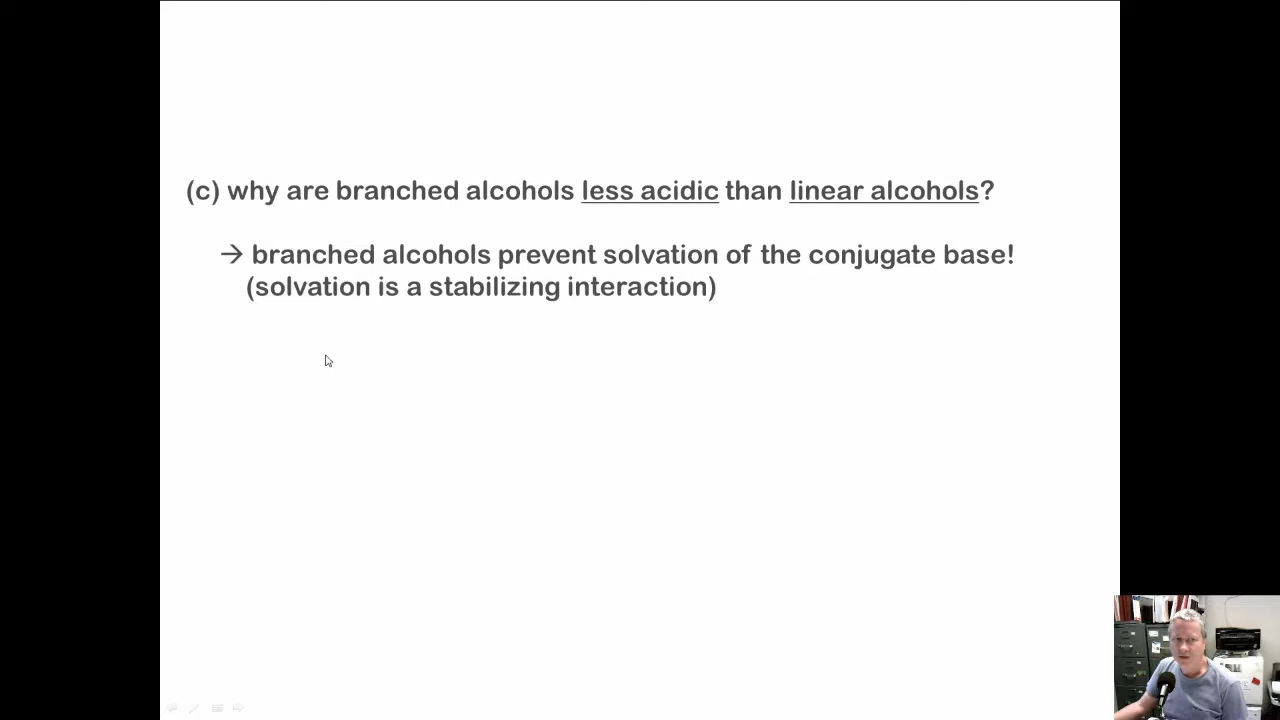 (c) why are branched alcohols less acidic than linear alcohols?
→ branched alcohols prevent solvation of the conjugate base!
(solvation is a stabilizing interaction)